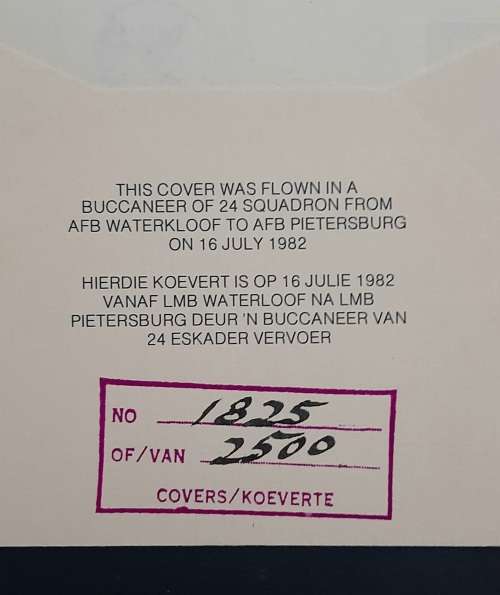 THIS COVER WAS FLOWN IN A
BUCCANEER OF 24 SQUADRON FROM
AFB WATERKLOOF TO AFB PIETERSBURG
ON 16 JULY 1982
HIERDIE KOEVERT IS OP 16 JULIE 1982
VANAF LMB WATERLOOF NA LMB
PIETERSBURG DEUR 'N BUCCANEER VAN
24 ESKADER VERVOER
NO 1825
OF/VAN 2500
COVERS/KOEVERTE